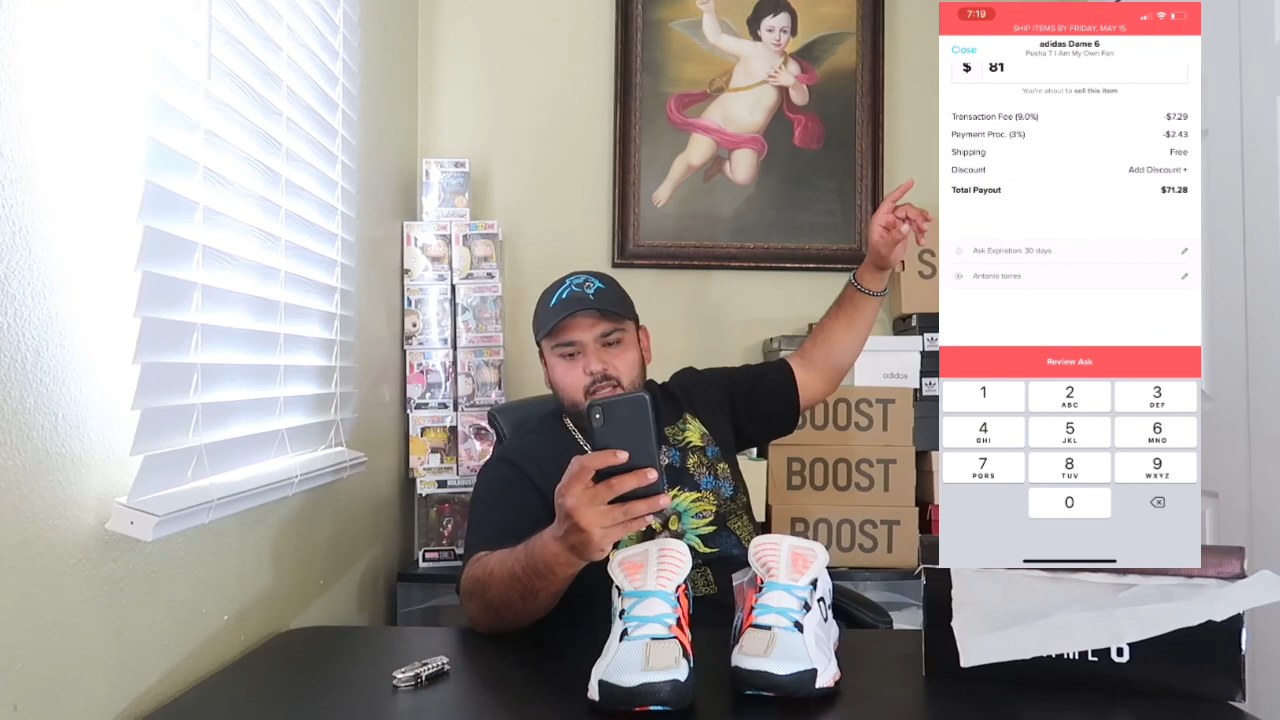 7:19
SHIP ITEMS BY FRIDAY, MAY 15
Close
adidas Dame 6
Pusha T I Am My Own Fan
$ 81
You're about to sell this item
Transaction Fee (9.0%) -$7.29
Payment Proc. (3%) -$2.43
Shipping Free
Discount Add Discount +
Total Payout $71.28
Ask Expiration: 30 days
Antonio torres
Review Ask
1 2 3
ABC DEF
4 5 6
GHI JKL MNO
7 8 9
PQRS TUV WXYZ
0
adidas
BOOST
BOOST
BOOST